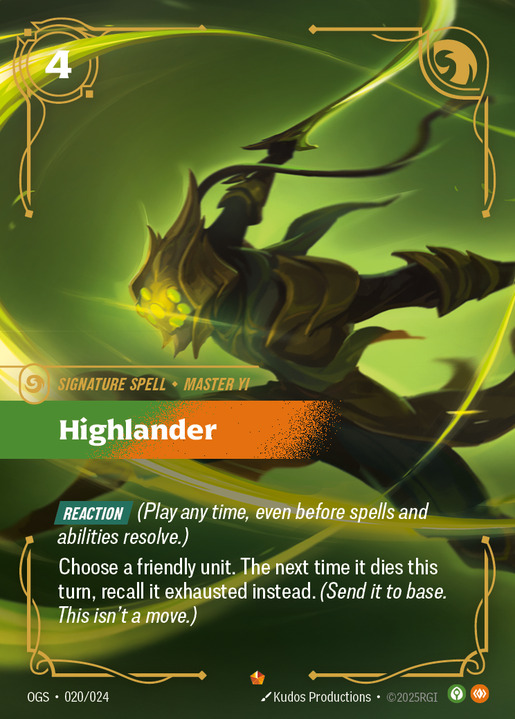 4
SIGNATURE SPELL • MASTER YI
Highlander
REACTION (Play any time, even before spells and
abilities resolve.)
Choose a friendly unit. The next time it dies this
turn, recall it exhausted instead. (Send it to base.
This isn't a move.)
OGS • 020/024
Kudos Productions • ©2025RGI